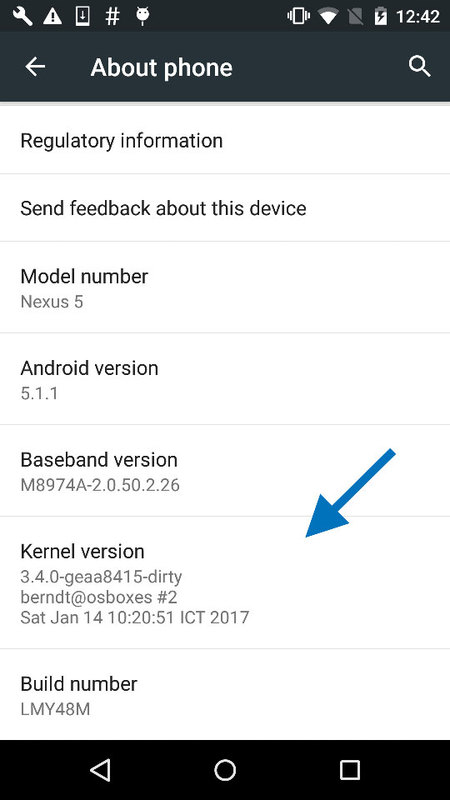 12:42
About phone
Regulatory information
Send feedback about this device
Model number
Nexus 5
Android version
5.1.1
Baseband version
M8974A-2.0.50.2.26
Kernel version
3.4.0-geaa8415-dirty
berndt@osboxes #2
Sat Jan 14 10:20:51 ICT 2017
Build number
LMY48M